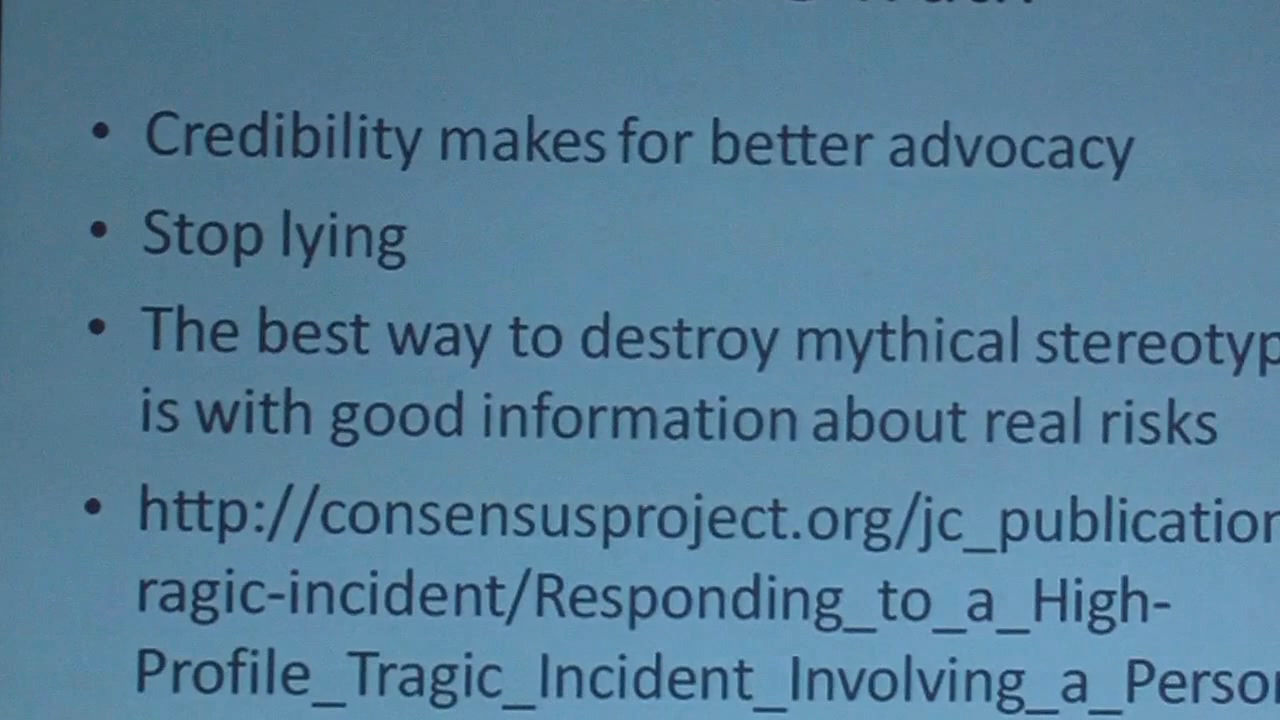 • Credibility makes for better advocacy
• Stop lying
• The best way to destroy mythical stereotyp
is with good information about real risks
• http://consensusproject.org/jc_publication
ragic-incident/Responding_to_a_High-
Profile_Tragic_Incident_Involving_a_Person